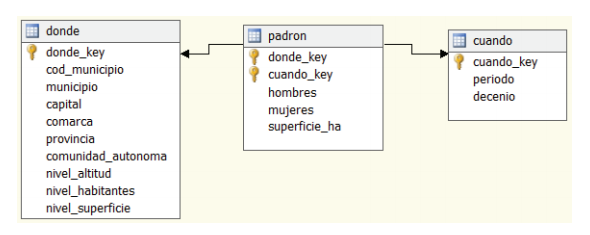 donde
donde_key
cod_municipio
municipio
capital
comarca
provincia
comunidad_autonoma
nivel_altitud
nivel_habitantes
nivel_superficie
padron
donde_key
cuando_key
hombres
mujeres
superficie_ha
cuando
cuando_key
periodo
decenio